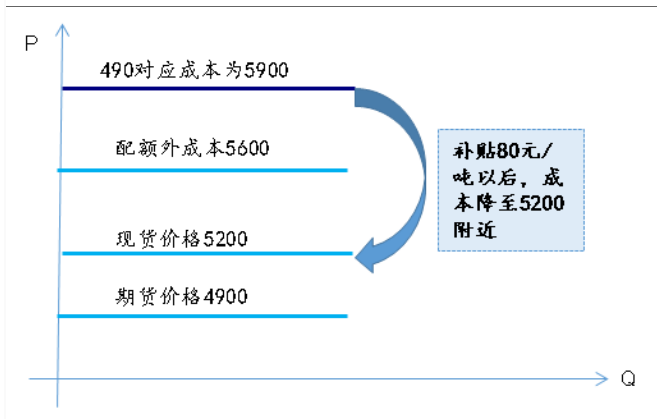 P
490对应成本为5900
配额外成本5600
补贴80元/
吨以后，成
本降至5200
附近
现货价格5200
期货价格4900
Q